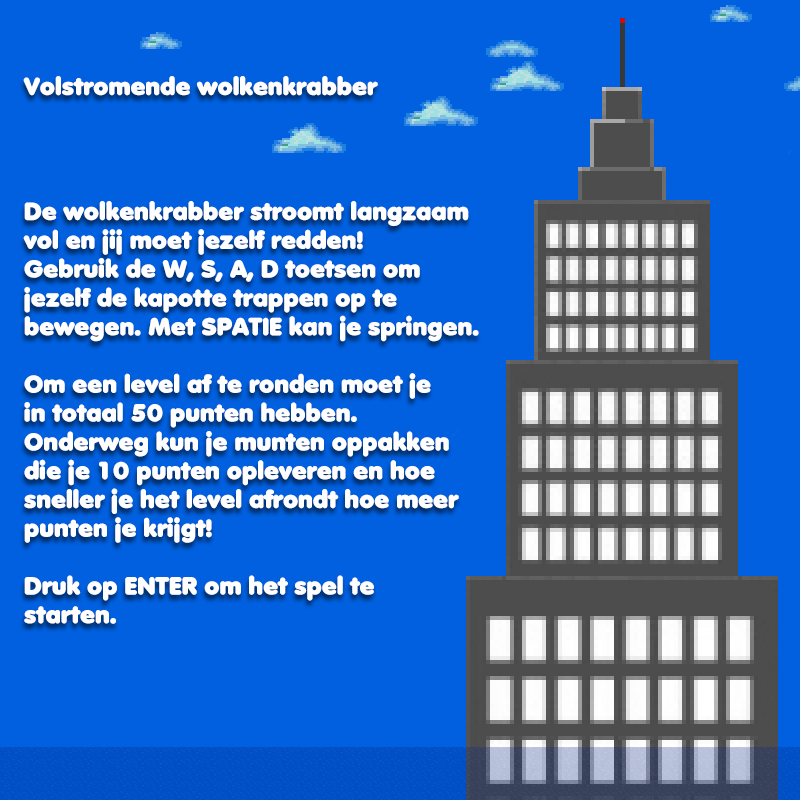 Volstromende wolkenkrabber
De wolkenkrabber stroomt langzaam
vol en jij moet jezelf redden!
Gebruik de W, S, A, D toetsen om
jezelf de kapotte trappen op te
bewegen. Met SPATIE kan je springen.
Om een level af te ronden moet je
in totaal 50 punten hebben.
Onderweg kun je munten oppakken
die je 10 punten opleveren en hoe
sneller je het level afrondt hoe meer
punten je krijgt!
Druk op ENTER om het spel te
starten.